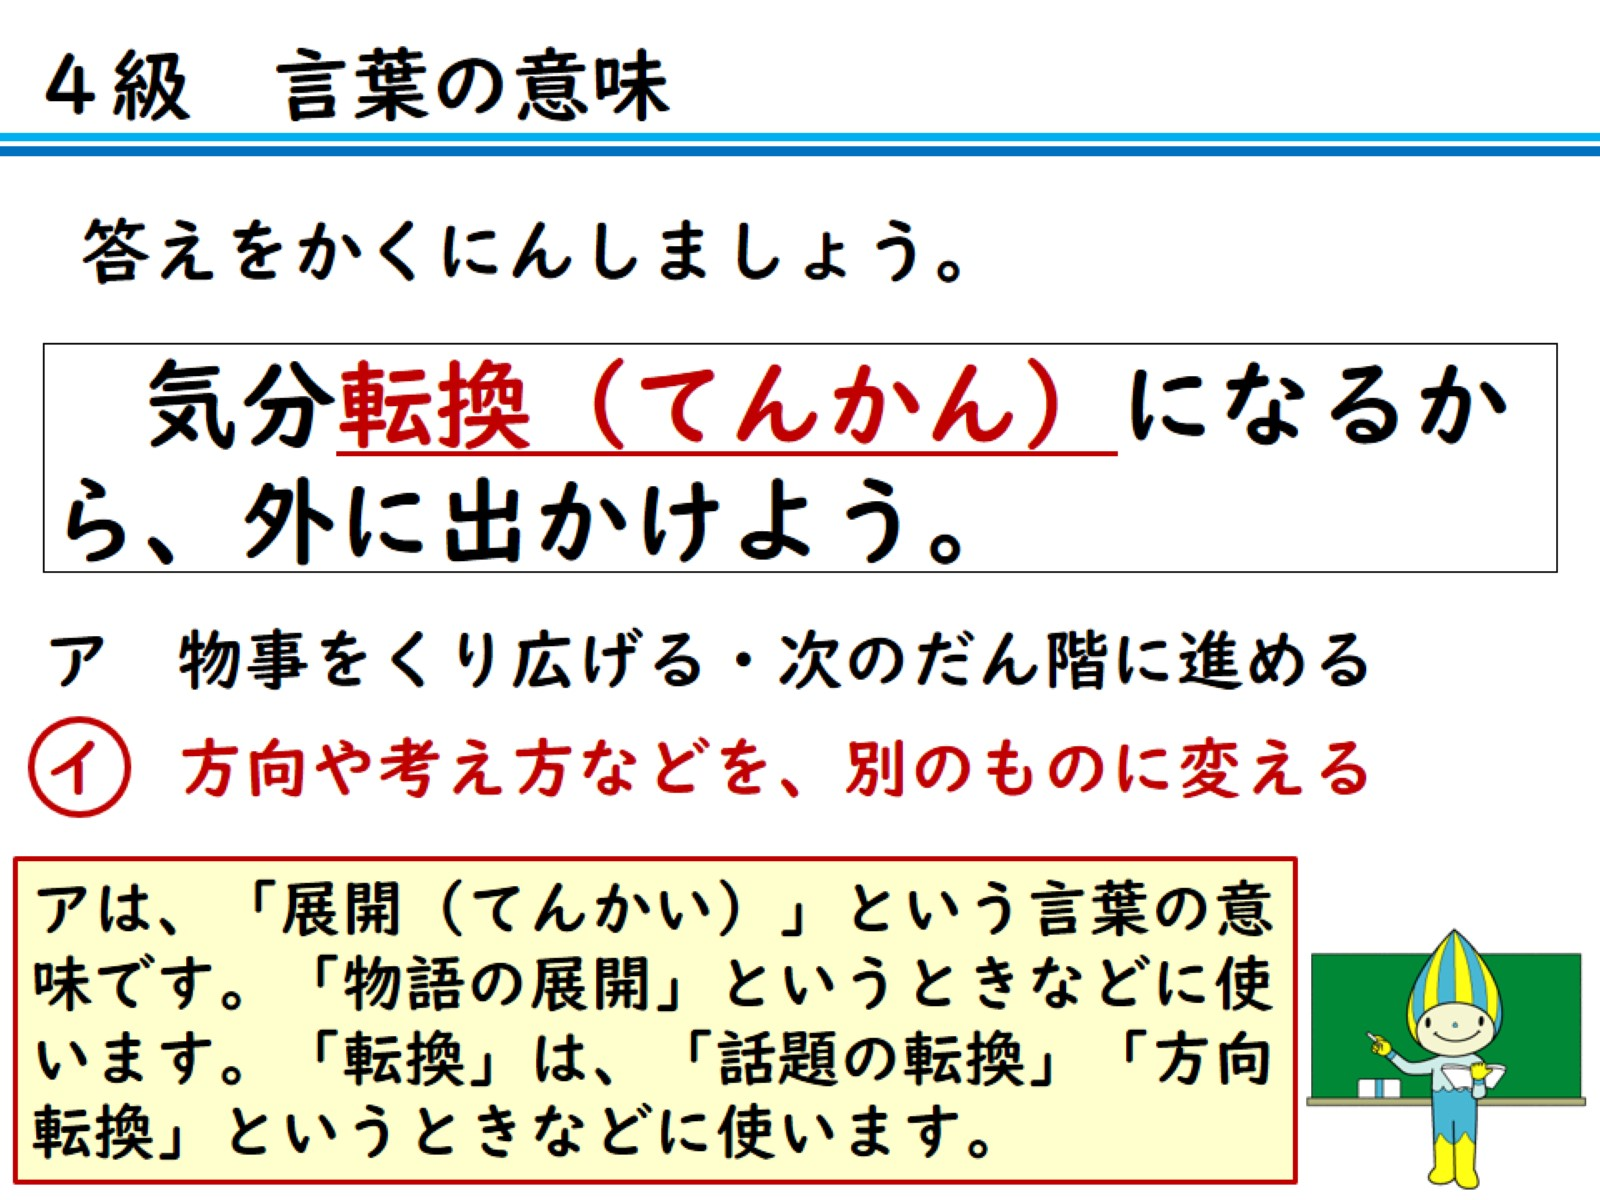 ４級　言葉の意味
答えをかくにんしましょう。
気分転換（てんかん）になるか
ら、外に出かけよう。
ア　物事をくり広げる・次のだん階に進める
イ　方向や考え方などを、別のものに変える
アは、「展開（てんかい）」という言葉の意
味です。「物語の展開」というときなどに使
います。「転換」は、「話題の転換」「方向
転換」というときなどに使います。